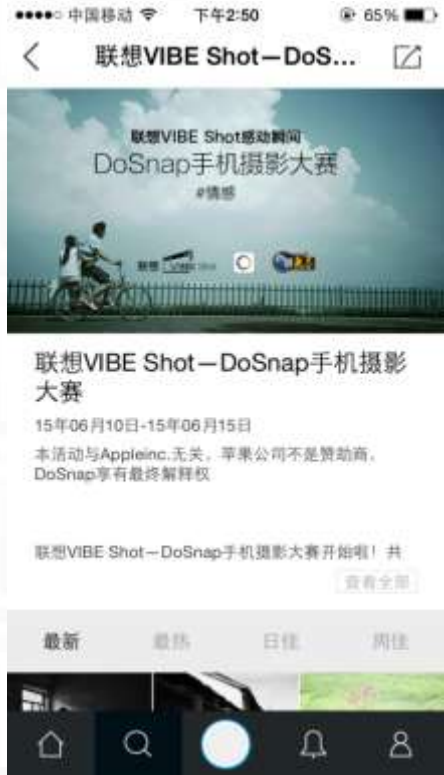 中国移动 下午2:50 65%
联想VIBE Shot—DoS...
联想VIBE Shot感动瞬间
DoSnap手机摄影大赛
#情感
联想 VIBE Shot
联想VIBE Shot—DoSnap手机摄影
大赛
15年06月10日-15年06月15日
本活动与Appleinc.无关。苹果公司不是赞助商。
DoSnap享有最终解释权
联想VIBE Shot—DoSnap手机摄影大赛开始啦！共
查看全部
最新 最热 日佳 周佳